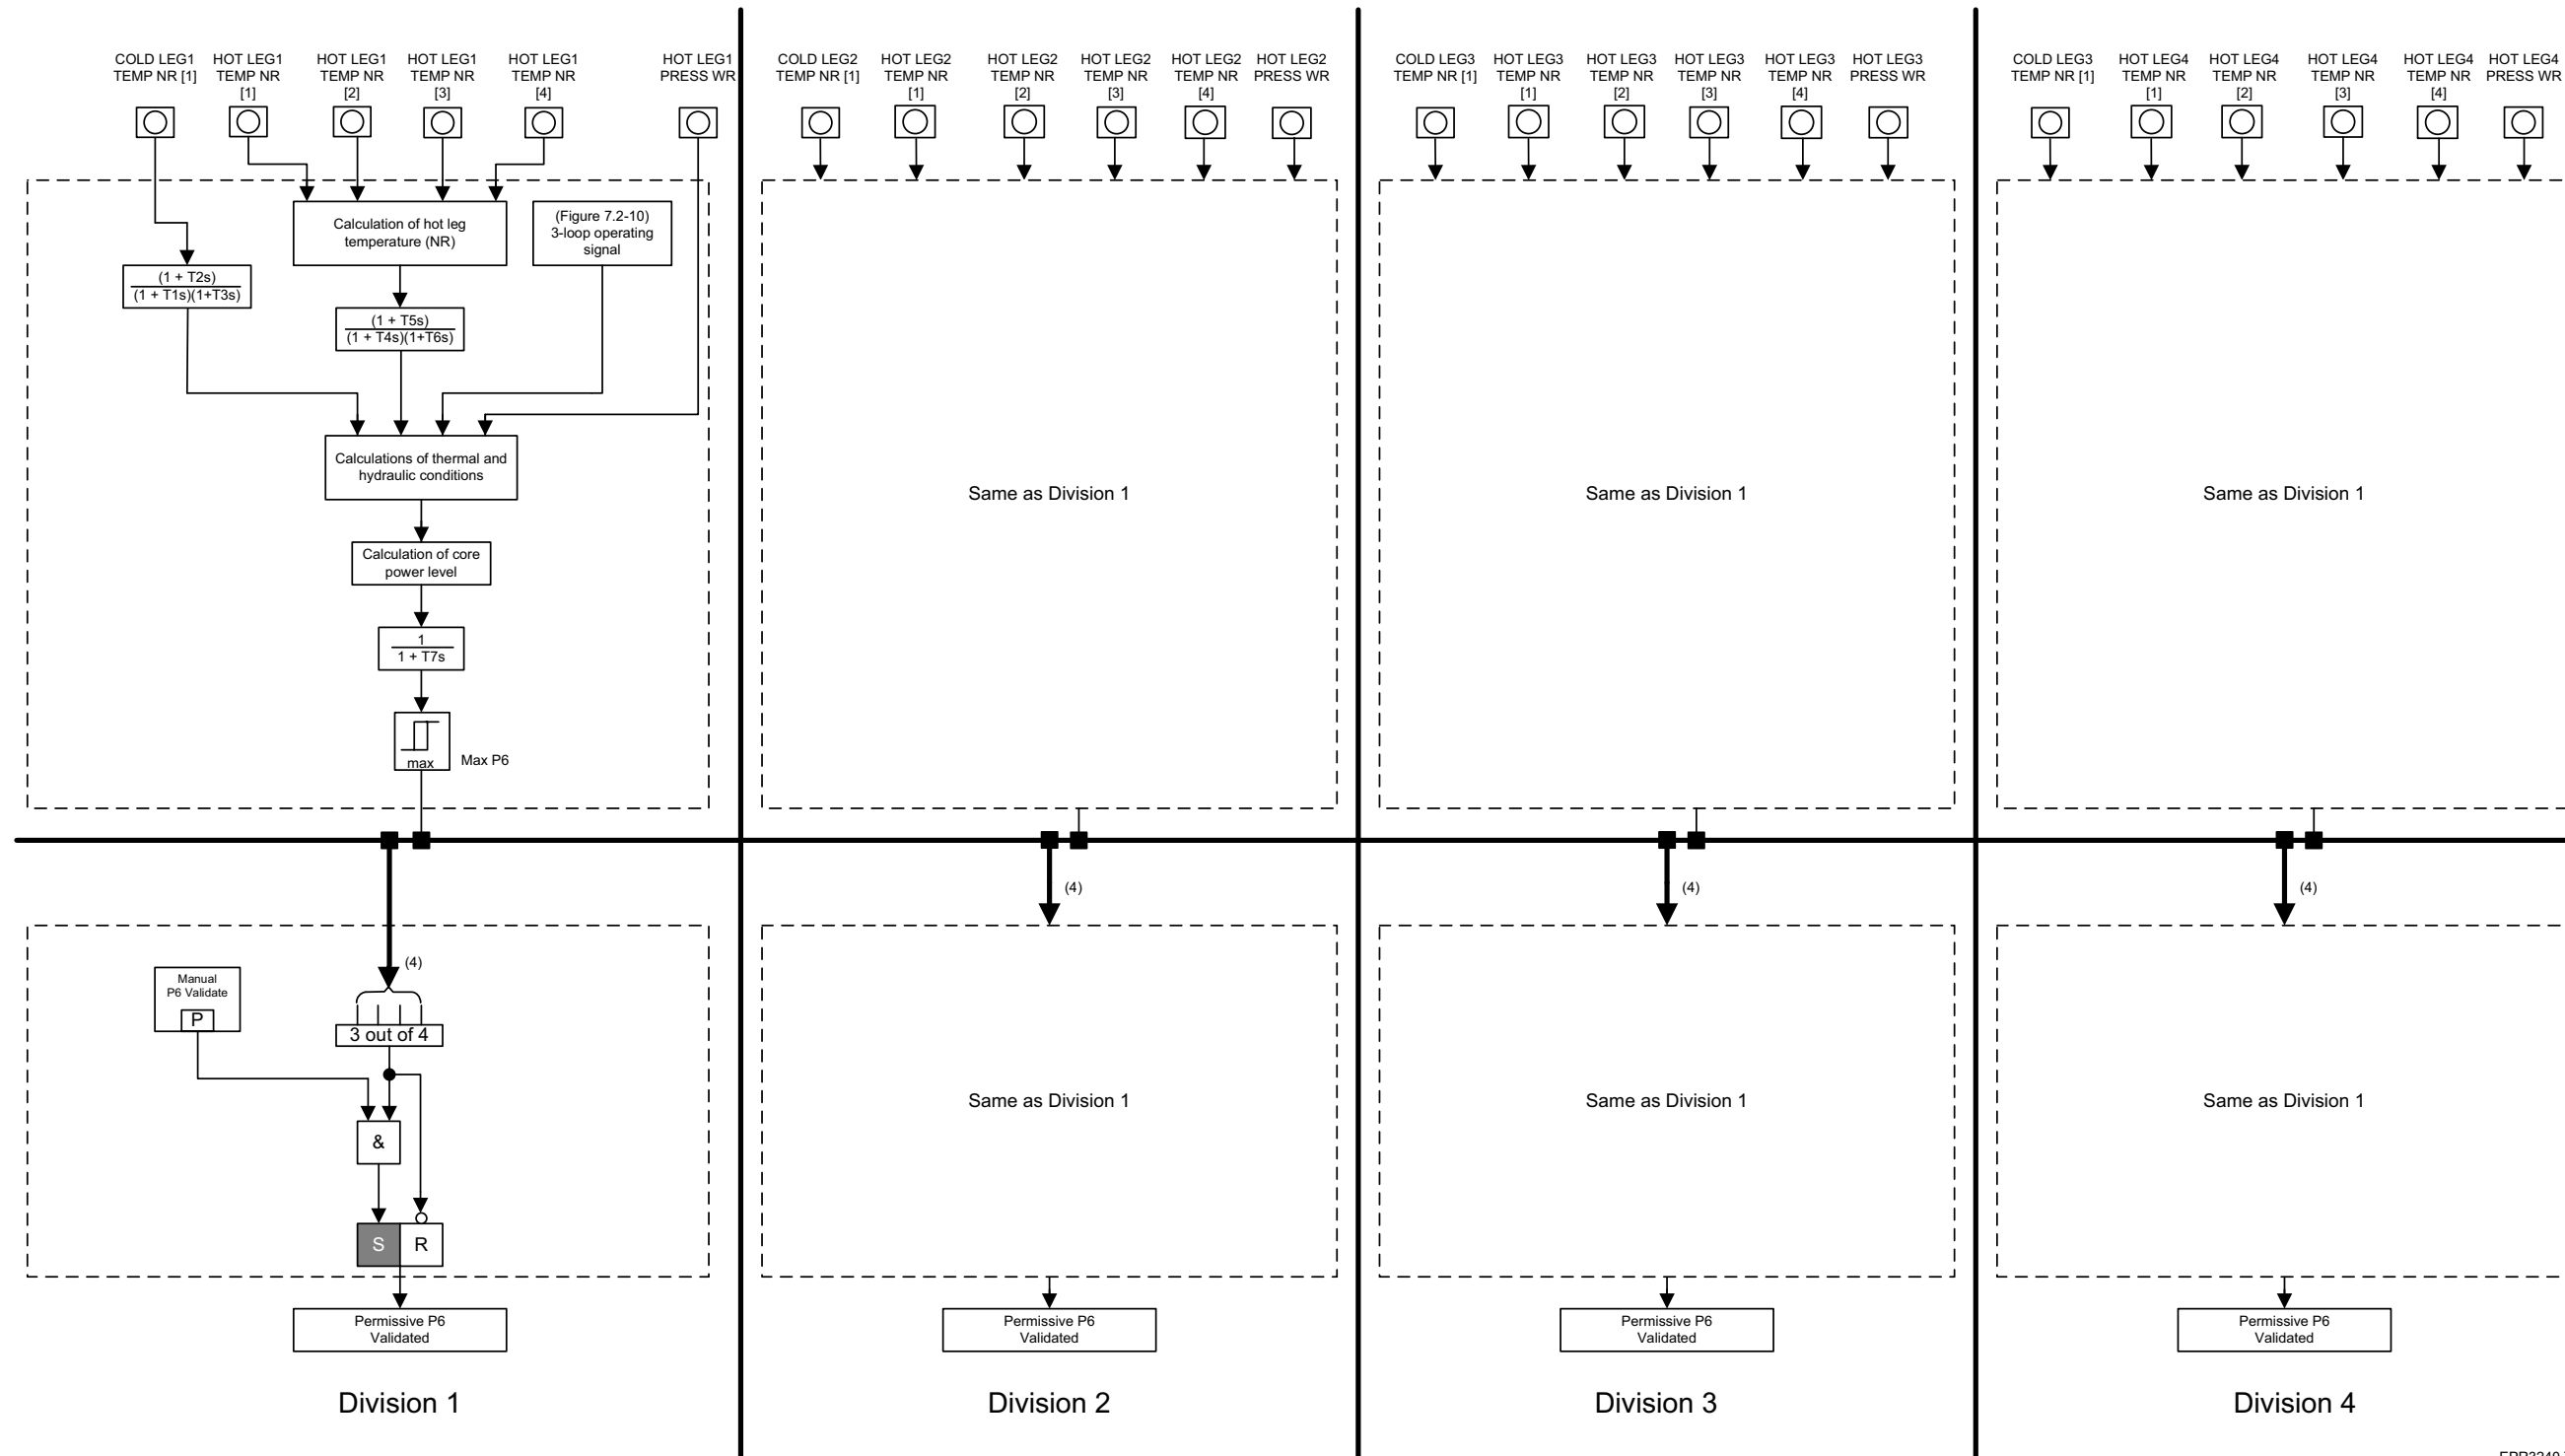 COLD LEG1
TEMP NR [1]
HOT LEG1
TEMP NR
[1]
HOT LEG1
TEMP NR
[2]
HOT LEG1
TEMP NR
[3]
HOT LEG1
TEMP NR
[4]
HOT LEG1
PRESS WR
COLD LEG2
TEMP NR [1]
HOT LEG2
TEMP NR
[1]
HOT LEG2
TEMP NR
[2]
HOT LEG2
TEMP NR
[3]
HOT LEG2
TEMP NR
[4]
HOT LEG2
PRESS WR
COLD LEG3
TEMP NR [1]
HOT LEG3
TEMP NR
[1]
HOT LEG3
TEMP NR
[2]
HOT LEG3
TEMP NR
[3]
HOT LEG3
TEMP NR
[4]
HOT LEG3
PRESS WR
COLD LEG3
TEMP NR [1]
HOT LEG4
TEMP NR
[1]
HOT LEG4
TEMP NR
[2]
HOT LEG4
TEMP NR
[3]
HOT LEG4
TEMP NR
[4]
HOT LEG4
PRESS WR
Calculation of hot leg
temperature (NR)
(Figure 7.2-10)
3-loop operating
signal
(1 + T2s)
(1 + T1s)(1+T3s)
(1 + T5s)
(1 + T4s)(1+T6s)
Calculations of thermal and
hydraulic conditions
Calculation of core
power level
1
1 + T7s
max
Max P6
Same as Division 1
Same as Division 1
Same as Division 1
(4)
(4)
(4)
(4)
Manual
P6 Validate
P
3 out of 4
&
S
R
Same as Division 1
Same as Division 1
Same as Division 1
Permissive P6
Validated
Permissive P6
Validated
Permissive P6
Validated
Permissive P6
Validated
Division 1
Division 2
Division 3
Division 4